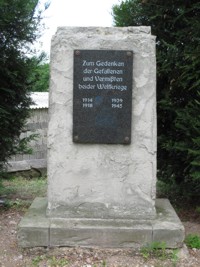 Zum Gedenken
der Gefallenen
und Vermißten
beider Weltkriege
1914 1939
1918 1945